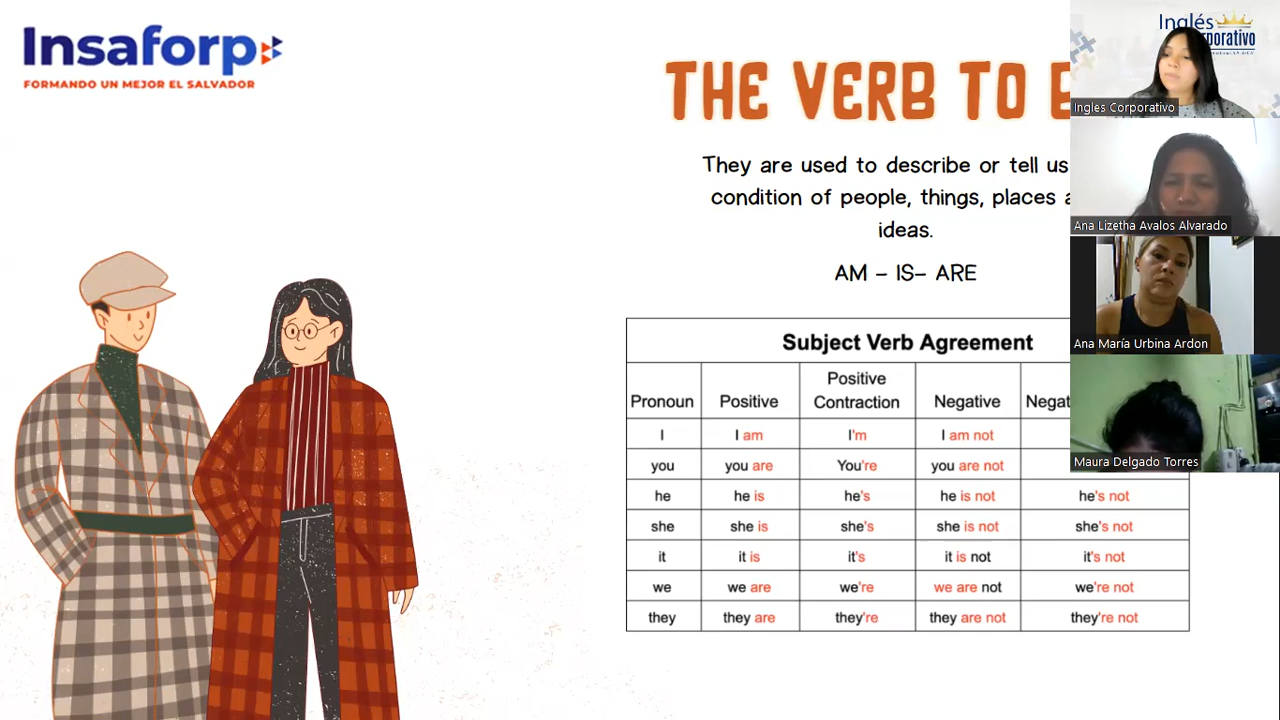 Insaforp
FORMANDO UN MEJOR EL SALVADOR
THE VERB TO
They are used to describe or tell us
condition of people, things, places
ideas.
AM – IS– ARE
Subject Verb Agreement
Pronoun Positive Positive Contraction Negative
I I am I'm I am not
you you are You're you are not
he he is he's he is not he's not
she she is she's she is not she's not
it it is it's it is not it's not
we we are we're we are not we're not
they they are they're they are not they're not
Inglés
Ingles Corporativo
Ana Lizetha Avalos Alvarado
Ana María Urbina Ardon
Maura Delgado Torres